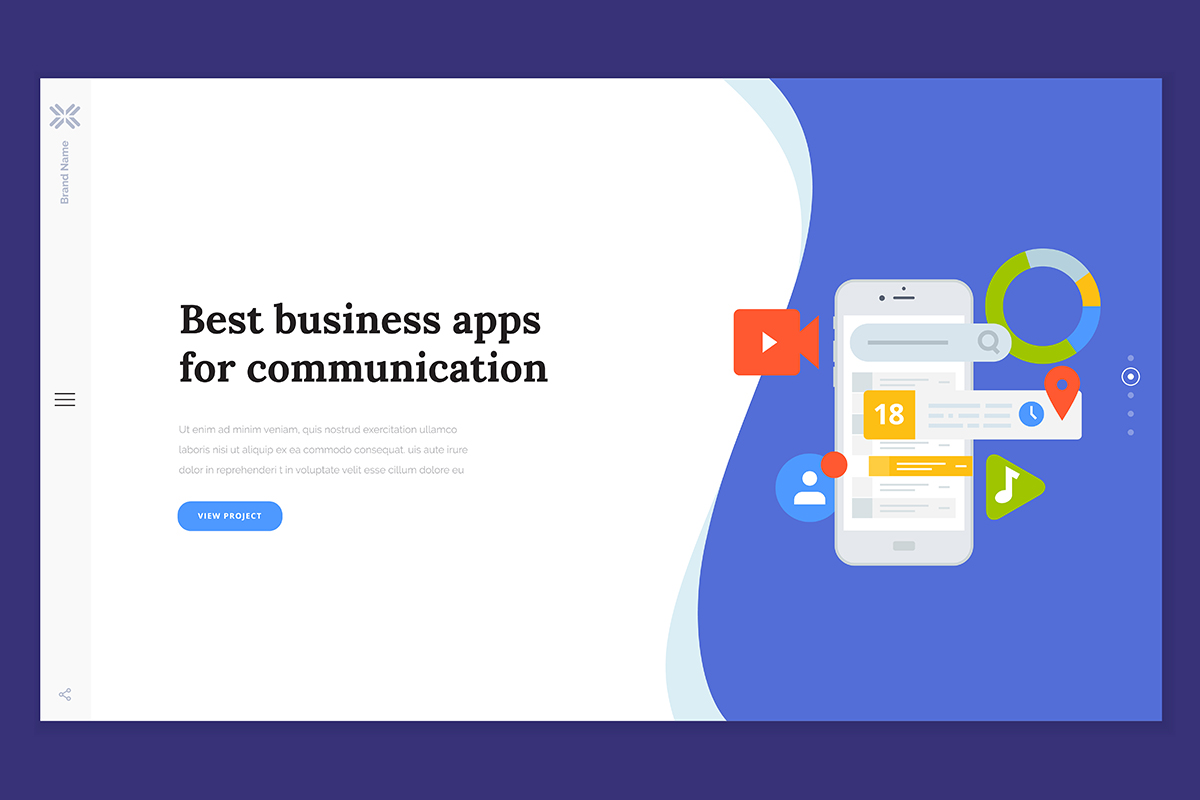 Brand Name
Best business apps
for communication
Ut enim ad minim veniam, quis nostrud exercitation ullamco
laboris nisi ut aliquip ex ea commodo consequat. uis aute irure
dolor in reprehenderi t in voluptate velit esse cillum dolore eu
VIEW PROJECT
18